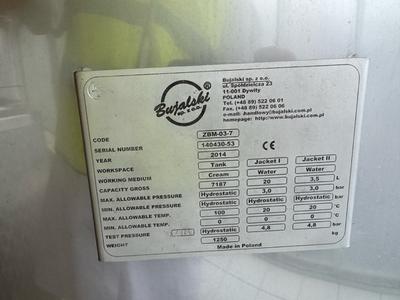 Bujalski
sp. z o.o.
Bujalski sp. z o.o.
ul. Spółdzielcza 23
11-001 Dywity
POLAND
Tel. (+48 89) 522 06 01
Fax. (+48 89) 522 06 06
e-mail: handlowy@bujalski.com.pl
homepage: http://www.bujalski.com.pl
CODE ZBM-03-7
SERIAL NUMBER 140430-53 CE
YEAR 2014
WORKSPACE Tank Jacket I Jacket II
WORKING MEDIUM Cream Water Water
CAPACITY GROSS 7187 20 3,5 L
MAX. ALLOWABLE PRESSURE Hydrostatic 3,0 3,0 bar
MIN. ALLOWABLE PRESSURE Hydrostatic Hydrostatic Hydrostatic bar
MAX. ALLOWABLE TEMP. 100 20 20 °C
MIN. ALLOWABLE TEMP. 0 0 0 °C
TEST PRESSURE Hydrostatic 4,8 4,8 bar
WEIGHT 1250 kg
Made in Poland